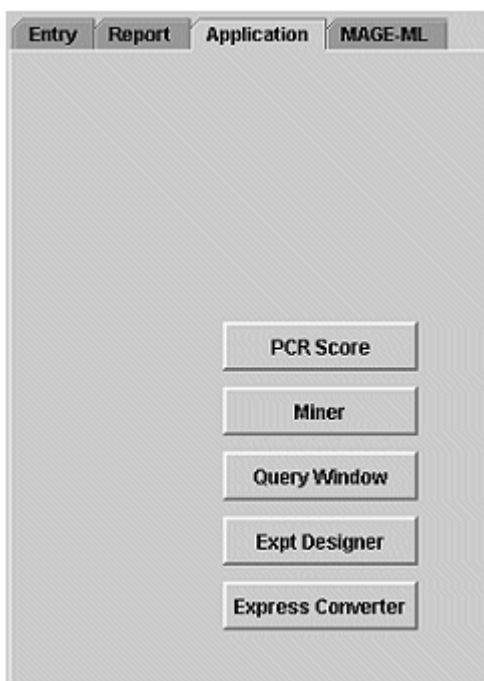 Entry Report Application MAGE-ML
PCR Score
Miner
Query Window
Expt Designer
Express Converter